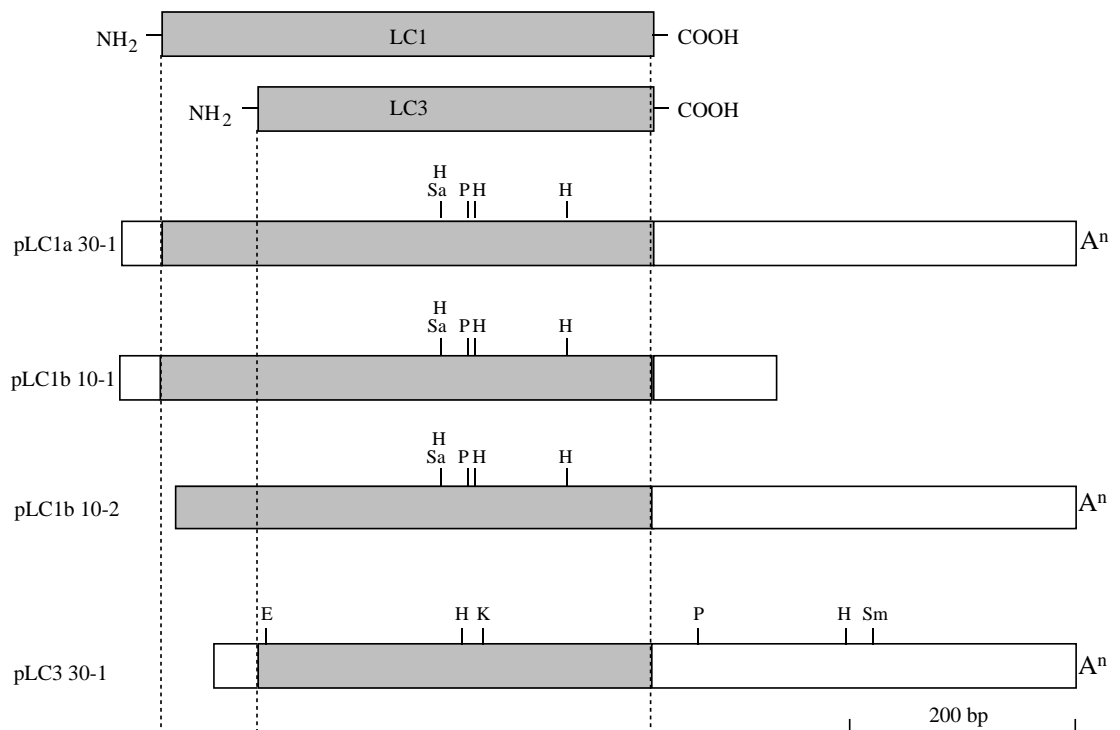 NH2 LC1 COOH
NH2 LC3 COOH
H
Sa P H H
pLC1a 30-1 An
H
Sa P H H
pLC1b 10-1
H
Sa P H H
pLC1b 10-2 An
E H K P H Sm
pLC3 30-1 An
200 bp